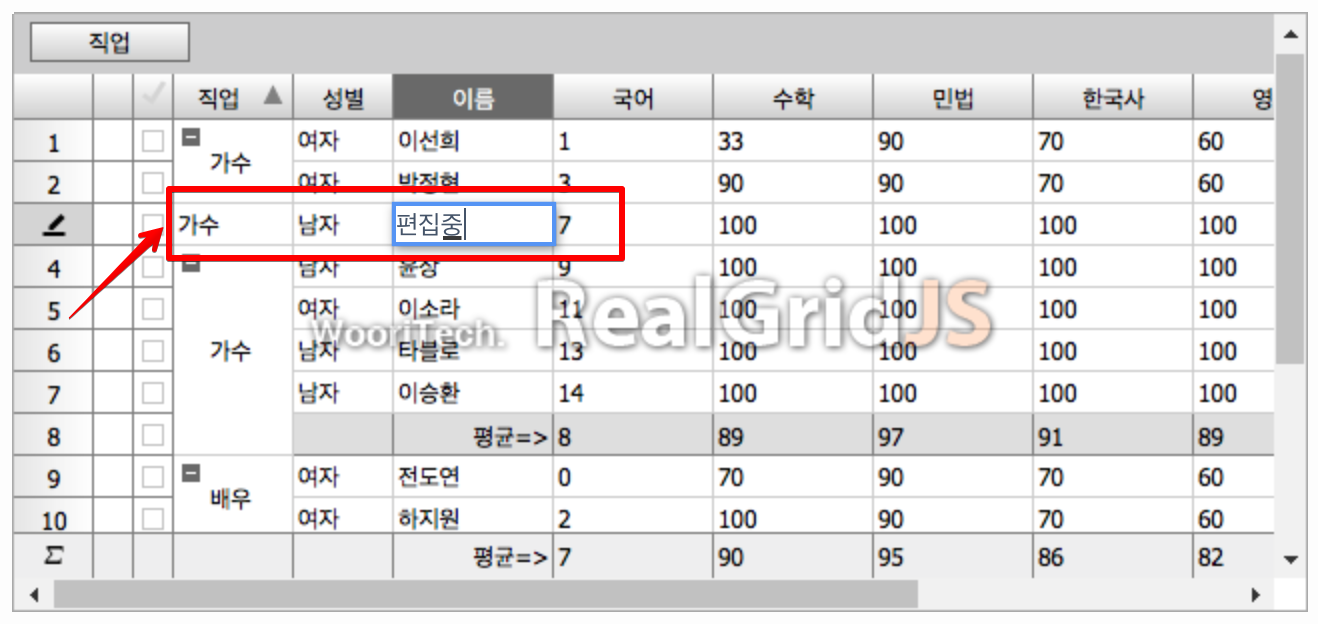 직업
직업 성별 이름 국어 수학 민법 한국사 영
1 가수 여자 이선희 1 33 90 70 60
2 여자 박정현 3 90 90 70 60
가수 남자 편집중 7 100 100 100 100
4 남자 윤상 9 100 100 100 100
5 여자 이소라 11 100 100 100 100
6 가수 남자 타블로 13 100 100 100 100
7 남자 이승환 14 100 100 100 100
8 평균=> 8 89 97 91 89
9 배우 여자 전도연 0 70 90 70 60
10 여자 하지원 2 100 90 70 60
Σ 평균=> 7 90 95 86 82
WooriTech. RealGridJS